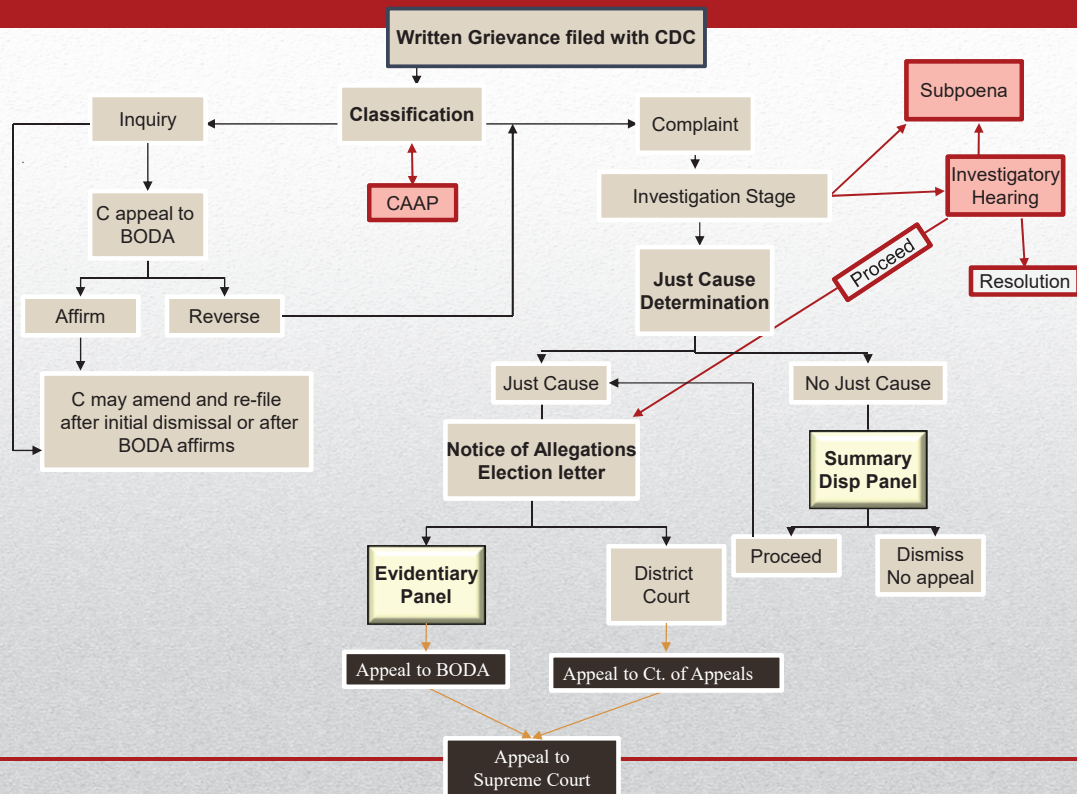 Written Grievance filed with CDC
Subpoena
Inquiry
Classification
Complaint
Investigatory
Hearing
CAAP
Investigation Stage
C appeal to
BODA
Proceed
Resolution
Just Cause
Determination
Affirm
Reverse
Just Cause
No Just Cause
C may amend and re-file
after initial dismissal or after
BODA affirms
Notice of Allegations
Election letter
Summary
Disp Panel
Proceed
Dismiss
No appeal
Evidentiary
Panel
District
Court
Appeal to BODA
Appeal to Ct. of Appeals
Appeal to
Supreme Court